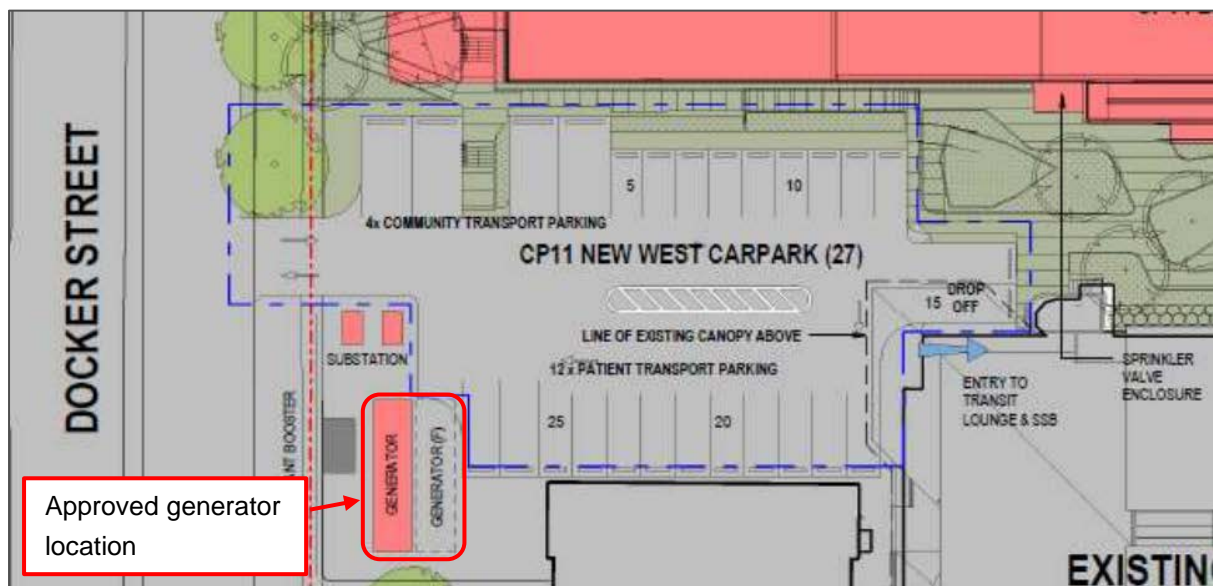 DOCKER STREET
5
10
4x COMMUNITY TRANSPORT PARKING
CP11 NEW WEST CARPARK (27)
15
DROP
OFF
LINE OF EXISTING CANOPY ABOVE
SUBSTATION
12 x PATIENT TRANSPORT PARKING
ENTRY TO
TRANSIT
LOUNGE & SSB
SPRINKLER
VALVE
ENCLOSURE
25
20
BOOSTER
GENERATOR
GENERATOR(F)
Approved generator
location